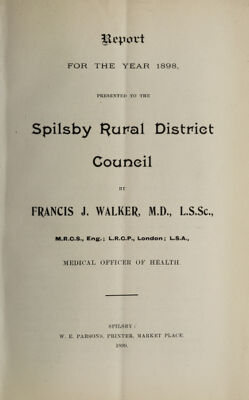 Report
FOR THE YEAR 1898,
PRESENTED TO THE
Spilsby Rural District
Council
BY
FRANCIS J. WALKER, M.D., L.S.Sc.,
M.R.C.S., Eng.; L.R.C.P., London; L.S.A.,
MEDICAL OFFICER OF HEALTH.
SPILSBY:
W. E. PARSONS, PRINTER, MARKET PLACE.
1899.